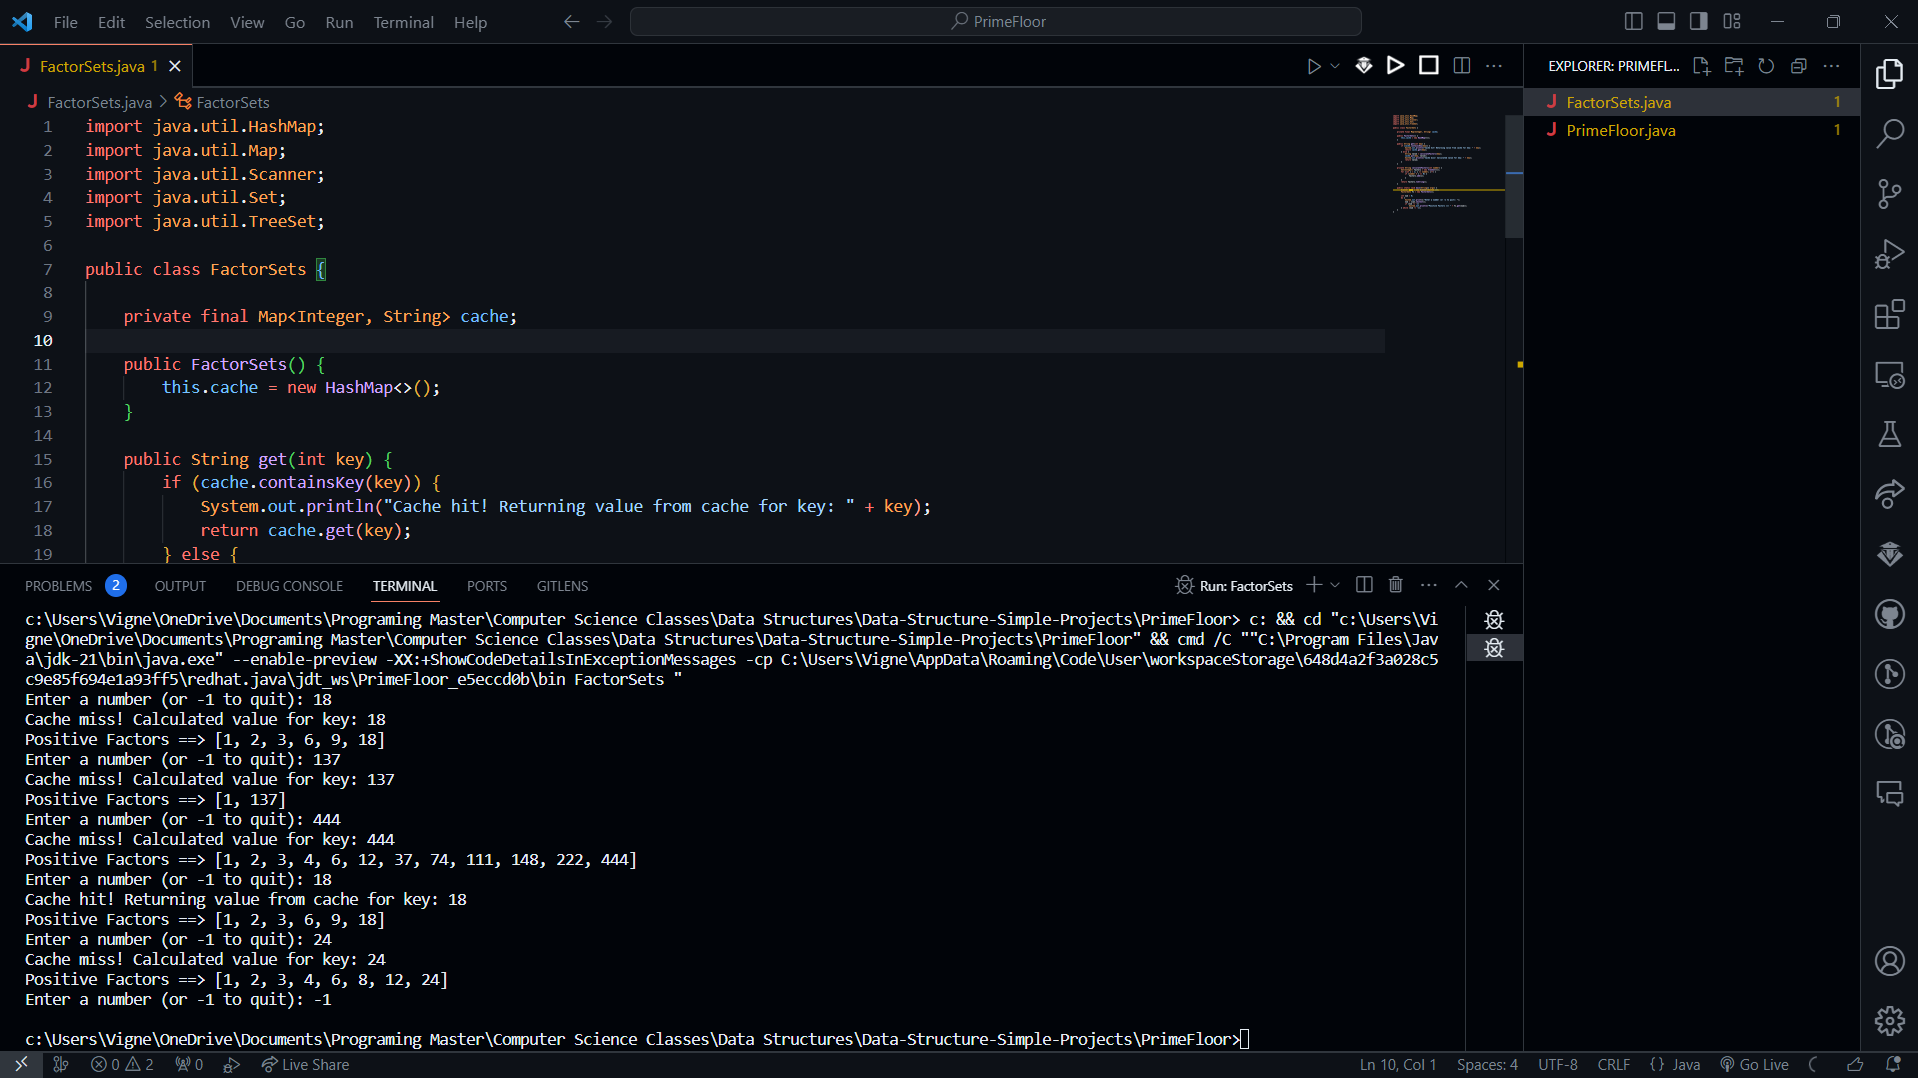 File Edit Selection View Go Run Terminal Help
PrimeFloor
FactorSets.java 1
EXPLORER: PRIMEFL...
FactorSets.java > FactorSets
FactorSets.java 1
PrimeFloor.java 1
1 import java.util.HashMap;
2 import java.util.Map;
3 import java.util.Scanner;
4 import java.util.Set;
5 import java.util.TreeSet;
6
7 public class FactorSets {
8
9 private final Map<Integer, String> cache;
10
11 public FactorSets() {
12 this.cache = new HashMap<>();
13 }
14
15 public String get(int key) {
16 if (cache.containsKey(key)) {
17 System.out.println("Cache hit! Returning value from cache for key: " + key);
18 return cache.get(key);
19 } else {
PROBLEMS 2 OUTPUT DEBUG CONSOLE TERMINAL PORTS GITLENS
Run: FactorSets
c:\Users\Vigne\OneDrive\Documents\Programing Master\Computer Science Classes\Data Structures\Data-Structure-Simple-Projects\PrimeFloor> c: && cd "c:\Users\Vi
gne\OneDrive\Documents\Programing Master\Computer Science Classes\Data Structures\Data-Structure-Simple-Projects\PrimeFloor" && cmd /C ""C:\Program Files\Jav
a\jdk-21\bin\java.exe" --enable-preview -XX:+ShowCodeDetailsInExceptionMessages -cp C:\Users\Vigne\AppData\Roaming\Code\User\workspaceStorage\648d4a2f3a028c5
c9e85f694e1a93ff5\redhat.java\jdt_ws\PrimeFloor_e5eccd0b\bin FactorSets "
Enter a number (or -1 to quit): 18
Cache miss! Calculated value for key: 18
Positive Factors ==> [1, 2, 3, 6, 9, 18]
Enter a number (or -1 to quit): 137
Cache miss! Calculated value for key: 137
Positive Factors ==> [1, 137]
Enter a number (or -1 to quit): 444
Cache miss! Calculated value for key: 444
Positive Factors ==> [1, 2, 3, 4, 6, 12, 37, 74, 111, 148, 222, 444]
Enter a number (or -1 to quit): 18
Cache hit! Returning value from cache for key: 18
Positive Factors ==> [1, 2, 3, 6, 9, 18]
Enter a number (or -1 to quit): 24
Cache miss! Calculated value for key: 24
Positive Factors ==> [1, 2, 3, 4, 6, 8, 12, 24]
Enter a number (or -1 to quit): -1
c:\Users\Vigne\OneDrive\Documents\Programing Master\Computer Science Classes\Data Structures\Data-Structure-Simple-Projects\PrimeFloor>
0 2 0 Live Share Ln 10, Col 1 Spaces: 4 UTF-8 CRLF {} Java Go Live